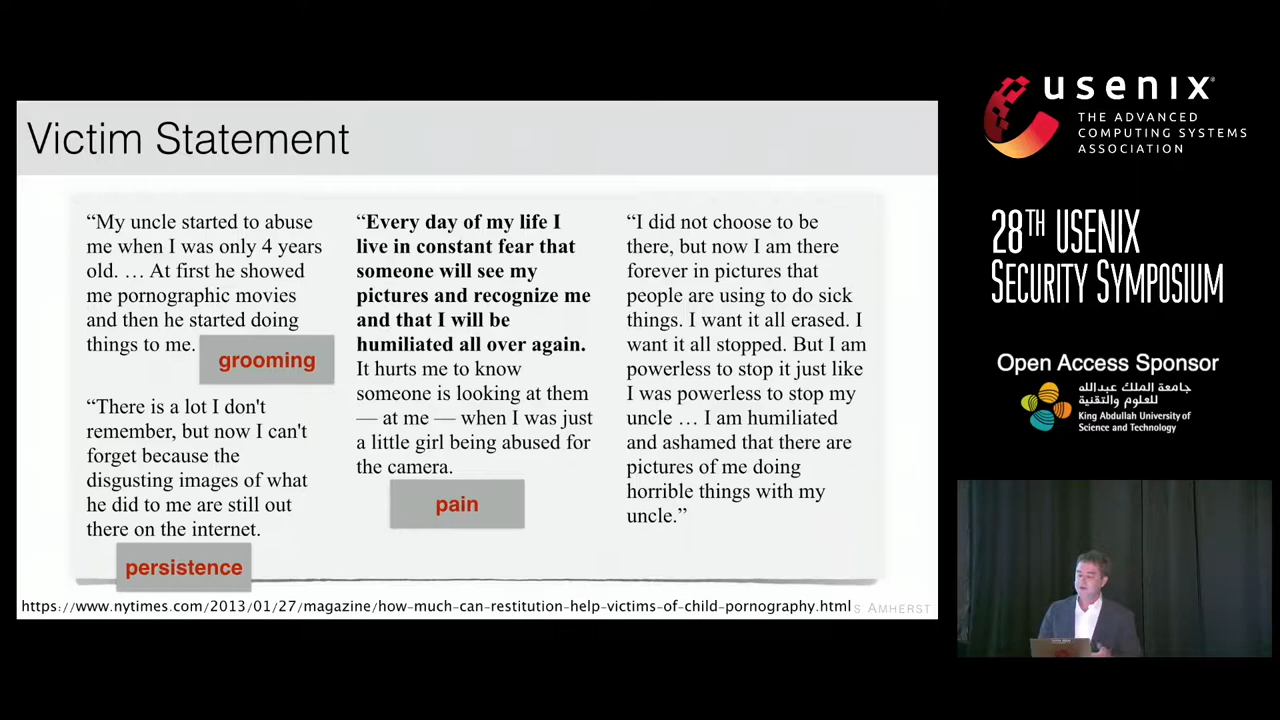 Victim Statement
“My uncle started to abuse
me when I was only 4 years
old. … At first he showed
me pornographic movies
and then he started doing
things to me.
grooming
“There is a lot I don't
remember, but now I can't
forget because the
disgusting images of what
he did to me are still out
there on the internet.
persistence
“Every day of my life I
live in constant fear that
someone will see my
pictures and recognize me
and that I will be
humiliated all over again.
It hurts me to know
someone is looking at them
— at me — when I was just
a little girl being abused for
the camera.
pain
“I did not choose to be
there, but now I am there
forever in pictures that
people are using to do sick
things. I want it all erased. I
want it all stopped. But I am
powerless to stop it just like
I was powerless to stop my
uncle … I am humiliated
and ashamed that there are
pictures of me doing
horrible things with my
uncle.”
https://www.nytimes.com/2013/01/27/magazine/how-much-can-restitution-help-victims-of-child-pornography.html
S AMHERST
usenix
THE ADVANCED
COMPUTING SYSTEMS
ASSOCIATION
28TH USENIX
SECURITY SYMPOSIUM
Open Access Sponsor
جامعة الملك عبدالله
للعلوم والتقنية
King Abdullah University of
Science and Technology